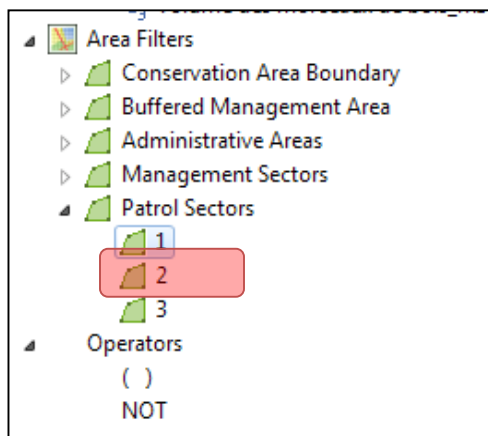 Area Filters
Conservation Area Boundary
Buffered Management Area
Administrative Areas
Management Sectors
Patrol Sectors
1
2
3
Operators
( )
NOT